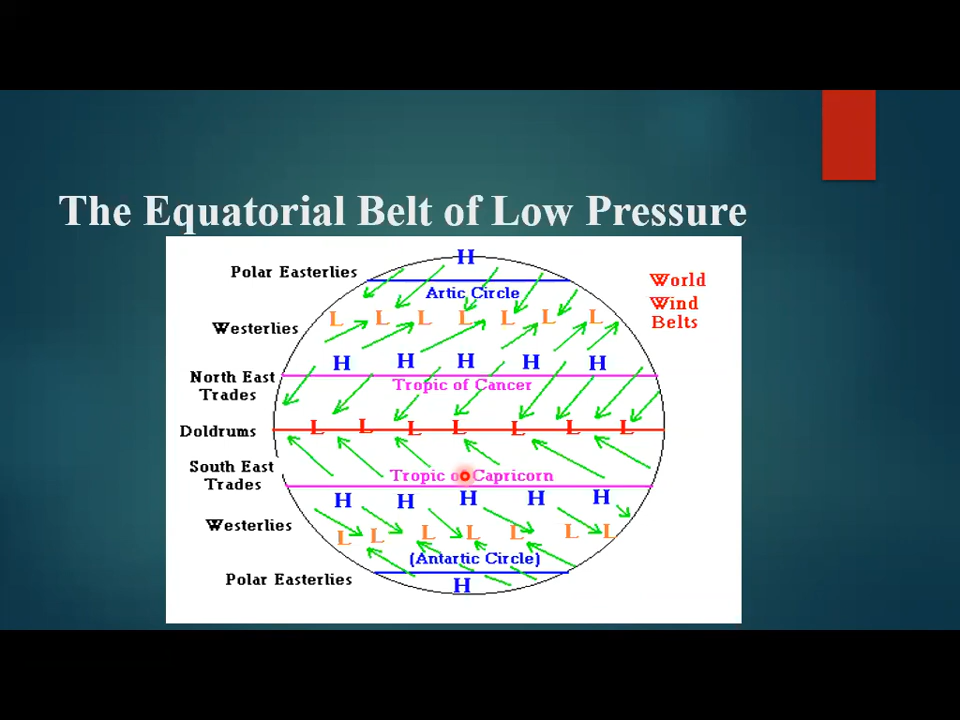 The Equatorial Belt of Low Pressure
H
Polar Easterlies
World
Wind
Belts
Artic Circle
L L L L L L L
Westerlies
H H H H H
North East
Trades
Tropic of Cancer
Doldrums
L L L L L L L
South East
Trades
Tropic o Capricorn
H H H H H
Westerlies
L L L L L L L
(Antartic Circle)
Polar Easterlies
H